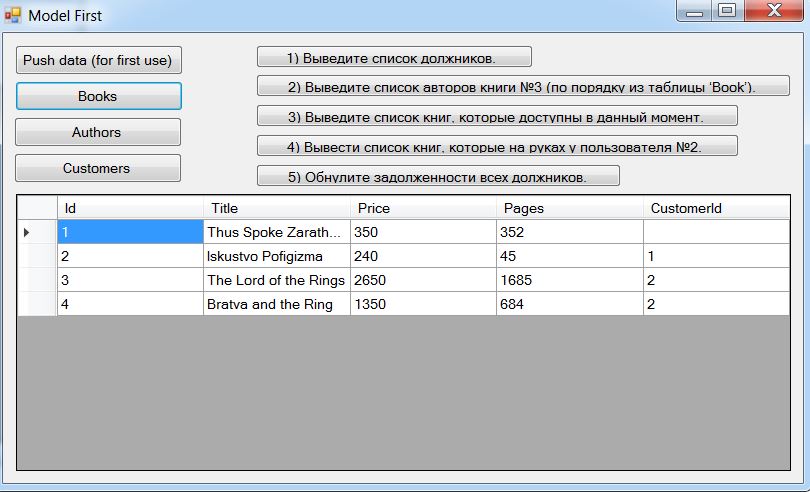 Model First
Push data (for first use)
Books
Authors
Customers
1) Выведите список должников.
2) Выведите список авторов книги №3 (по порядку из таблицы ‘Book’).
3) Выведите список книг, которые доступны в данный момент.
4) Вывести список книг, которые на руках у пользователя №2.
5) Обнулите задолженности всех должников.
Id Title Price Pages CustomerId
1 Thus Spoke Zarath... 350 352
2 Iskustvo Pofigizma 240 45 1
3 The Lord of the Rings 2650 1685 2
4 Bratva and the Ring 1350 684 2